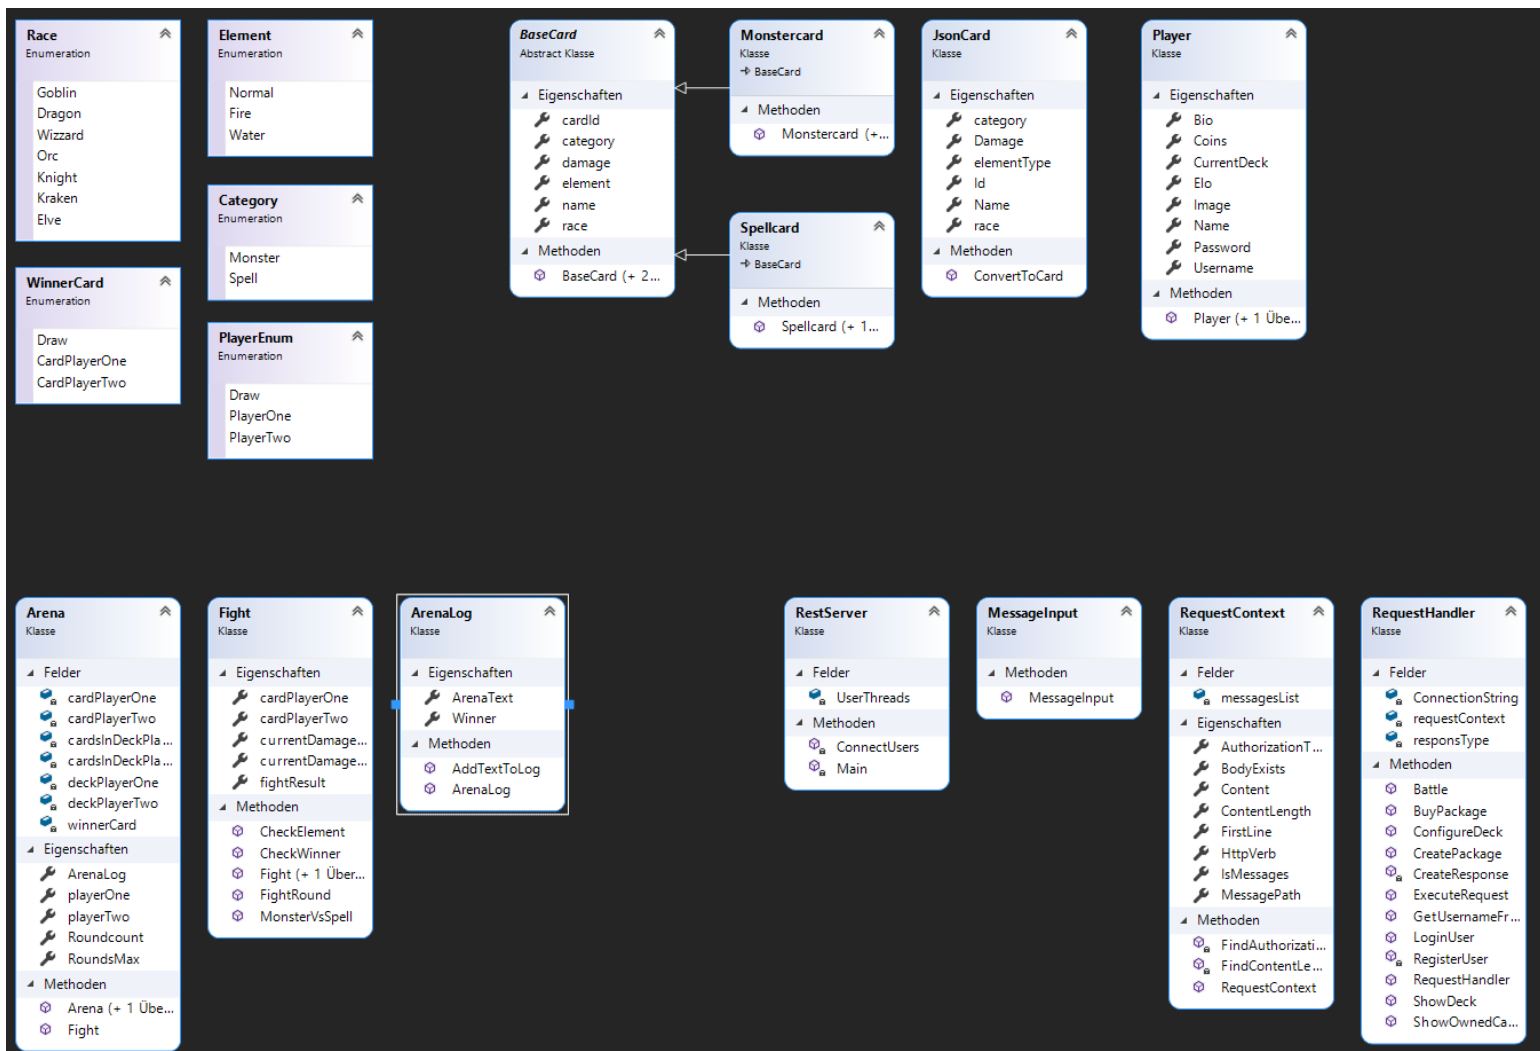 Race
Enumeration
Goblin
Dragon
Wizzard
Orc
Knight
Kraken
Elve
Element
Enumeration
Normal
Fire
Water
Category
Enumeration
Monster
Spell
WinnerCard
Enumeration
Draw
CardPlayerOne
CardPlayerTwo
PlayerEnum
Enumeration
Draw
PlayerOne
PlayerTwo
BaseCard
Abstract Klasse
Eigenschaften
cardId
category
damage
element
name
race
Methoden
BaseCard (+ 2...
Monstercard
Klasse
BaseCard
Methoden
Monstercard (+...
Spellcard
Klasse
BaseCard
Methoden
Spellcard (+ 1...
JsonCard
Klasse
Eigenschaften
category
Damage
elementType
Id
Name
race
Methoden
ConvertToCard
Player
Klasse
Eigenschaften
Bio
Coins
CurrentDeck
Elo
Image
Name
Password
Username
Methoden
Player (+ 1 Übe...
Arena
Klasse
Felder
cardPlayerOne
cardPlayerTwo
cardsInDeckPla...
cardsInDeckPla...
deckPlayerOne
deckPlayerTwo
winnerCard
Eigenschaften
ArenaLog
playerOne
playerTwo
Roundcount
RoundsMax
Methoden
Arena (+ 1 Übe...
Fight
Fight
Klasse
Eigenschaften
cardPlayerOne
cardPlayerTwo
currentDamage...
currentDamage...
fightResult
Methoden
CheckElement
CheckWinner
Fight (+ 1 Über...
FightRound
MonsterVsSpell
ArenaLog
Klasse
Eigenschaften
ArenaText
Winner
Methoden
AddTextToLog
ArenaLog
RestServer
Klasse
Felder
UserThreads
Methoden
ConnectUsers
Main
MessageInput
Klasse
Methoden
MessageInput
RequestContext
Klasse
Felder
messagesList
Eigenschaften
AuthorizationT...
BodyExists
Content
ContentLength
FirstLine
HttpVerb
IsMessages
MessagePath
Methoden
FindAuthorizati...
FindContentLe...
RequestContext
RequestHandler
Klasse
Felder
ConnectionString
requestContext
responsType
Methoden
Battle
BuyPackage
ConfigureDeck
CreatePackage
CreateResponse
ExecuteRequest
GetUsernameFr...
LoginUser
RegisterUser
RequestHandler
ShowDeck
ShowOwnedCa...